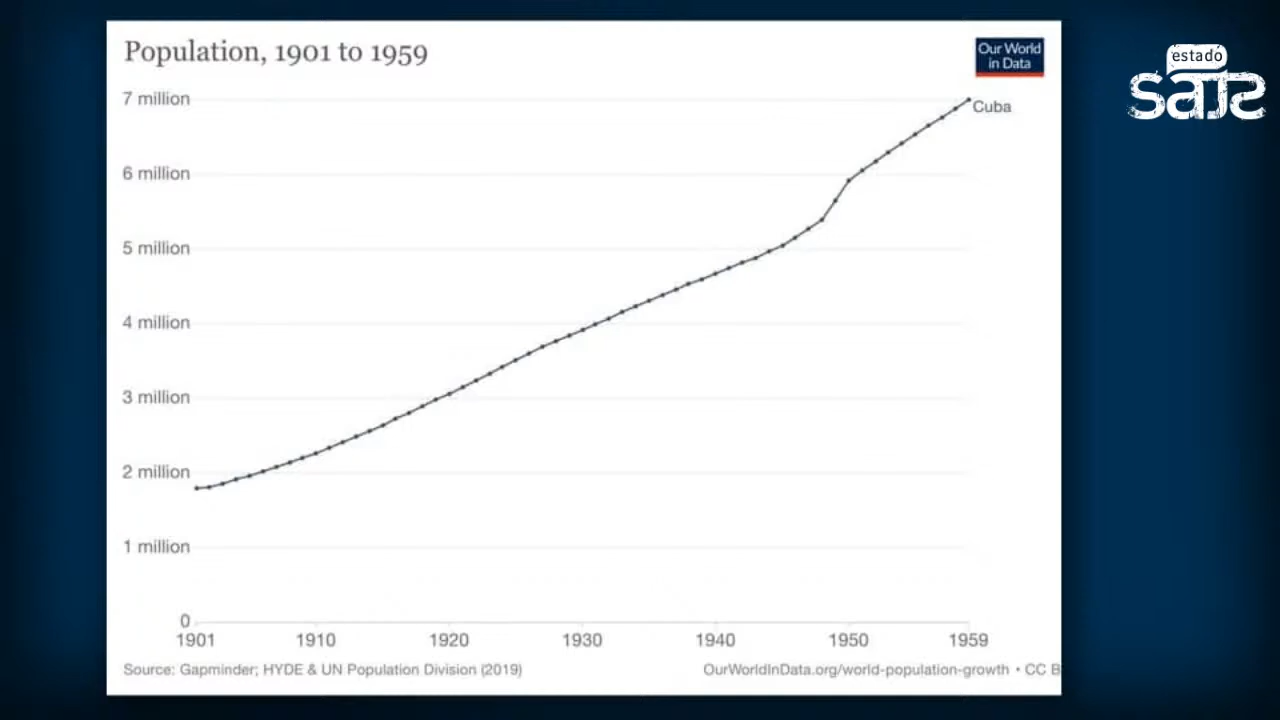 Population, 1901 to 1959
Our World
in Data
estado
sats
7 million
Cuba
6 million
5 million
4 million
3 million
2 million
1 million
0
1901 1910 1920 1930 1940 1950 1959
Source: Gapminder; HYDE & UN Population Division (2019)
OurWorldInData.org/world-population-growth • CC B